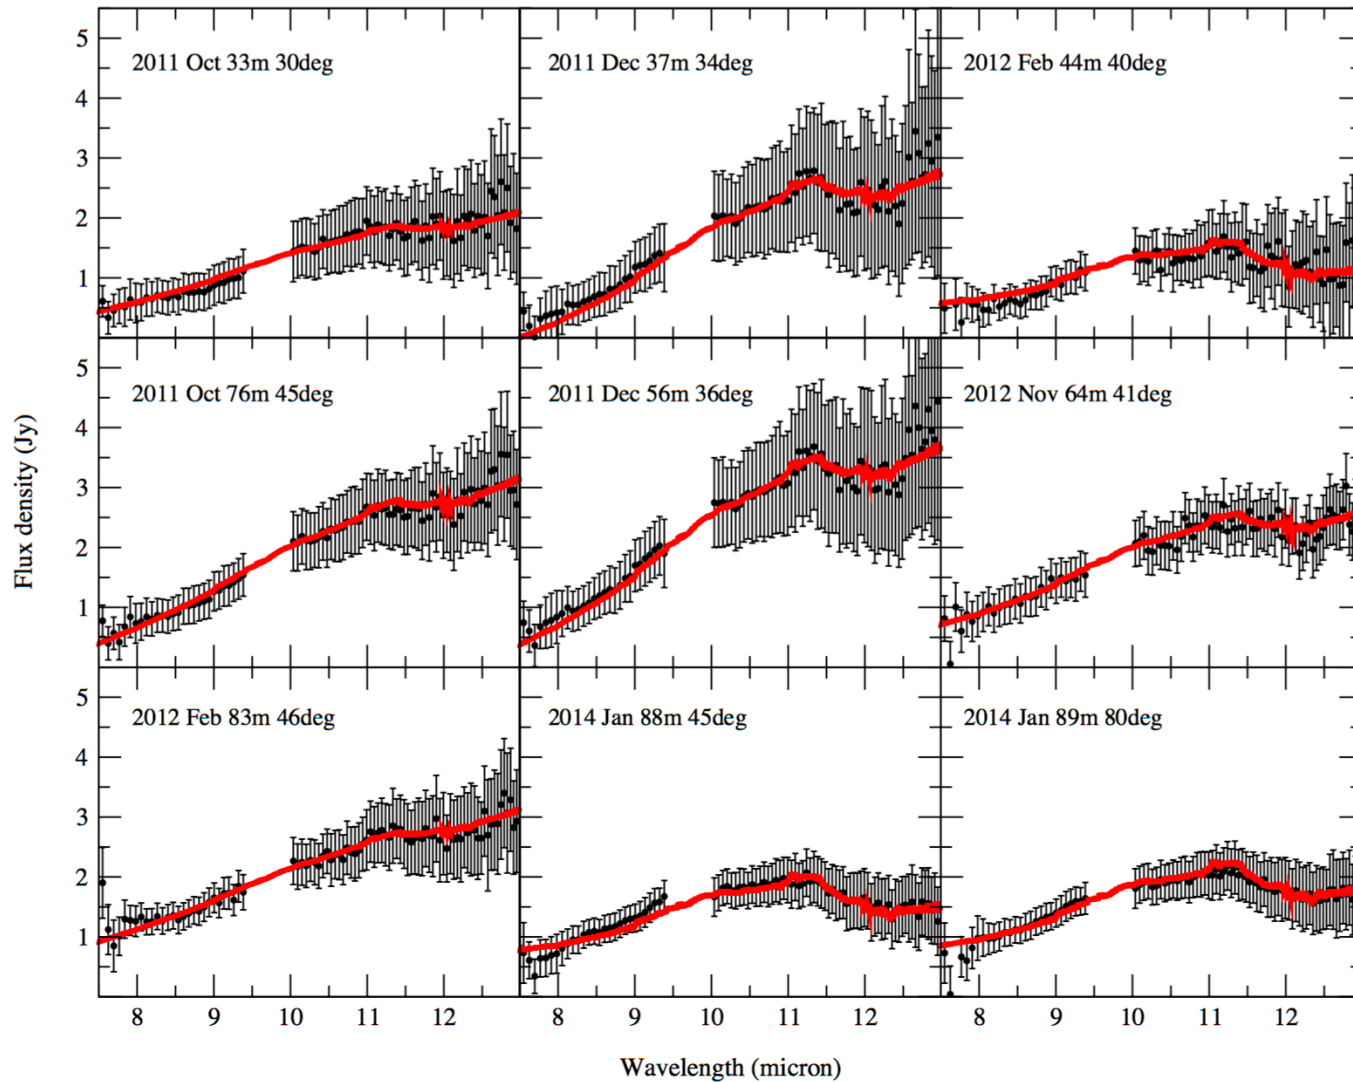 5
4
3
2
1
2011 Oct 33m 30deg
2011 Dec 37m 34deg
2012 Feb 44m 40deg
5
4
3
2
1
2011 Oct 76m 45deg
2011 Dec 56m 36deg
2012 Nov 64m 41deg
5
4
3
2
1
2012 Feb 83m 46deg
2014 Jan 88m 45deg
2014 Jan 89m 80deg
Flux density (Jy)
8 9 10 11 12 8 9 10 11 12 8 9 10 11 12
Wavelength (micron)